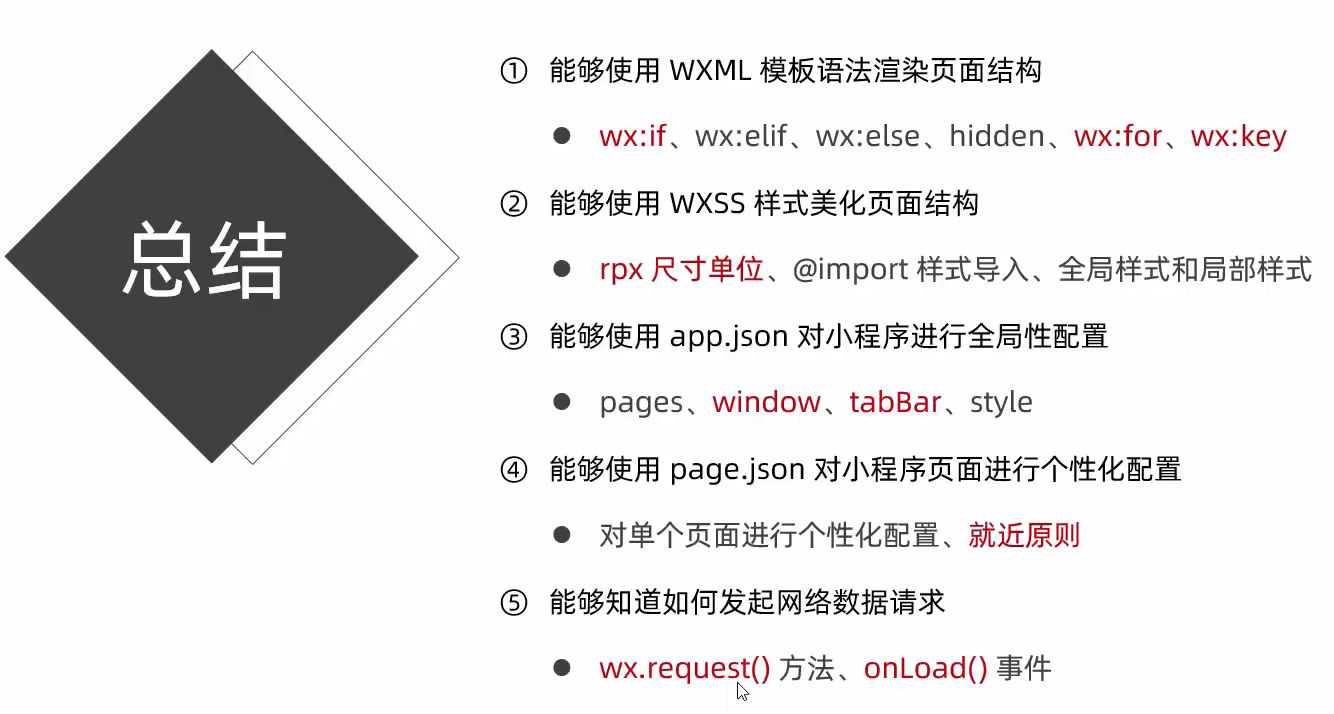 总结
① 能够使用 WXML 模板语法渲染页面结构
● wx:if、wx:elif、wx:else、hidden、wx:for、wx:key
② 能够使用 WXSS 样式美化页面结构
● rpx 尺寸单位、@import 样式导入、全局样式和局部样式
③ 能够使用 app.json 对小程序进行全局性配置
● pages、window、tabBar、style
④ 能够使用 page.json 对小程序页面进行个性化配置
● 对单个页面进行个性化配置、就近原则
⑤ 能够知道如何发起网络数据请求
● wx.request() 方法、onLoad() 事件